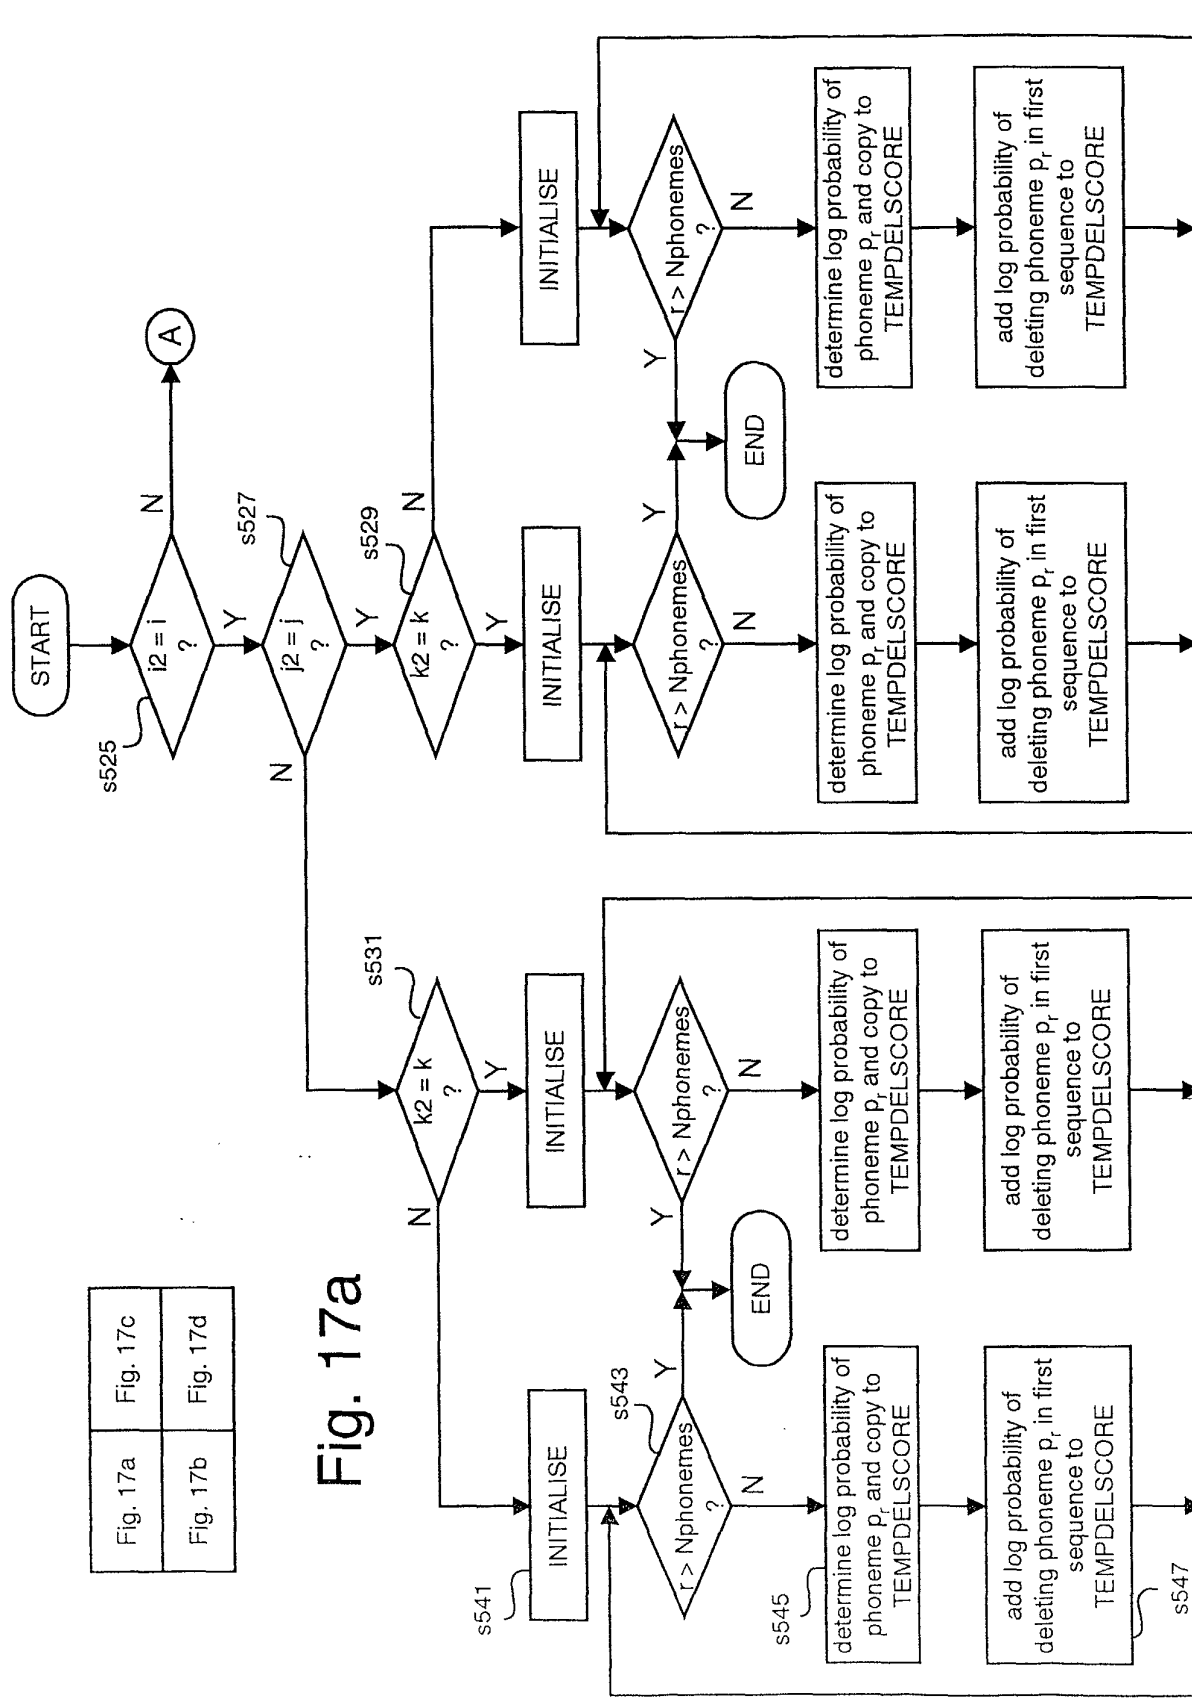 START
i2 = i
?
s525
N
A
Y
j2 = j
?
s527
N
Y
k2 = k
?
s529
N
Y
k2 = k
?
s531
N
Y
Fig. 17a
Fig. 17c
Fig. 17b
Fig. 17d
Fig. 17a
s541
INITIALISE
INITIALISE
INITIALISE
INITIALISE
r > Nphonemes
?
s543
Y
N
r > Nphonemes
?
Y
N
END
r > Nphonemes
?
Y
N
r > Nphonemes
?
Y
N
END
s545
determine log probability of
phoneme pr and copy to
TEMPDELSCORE
determine log probability of
phoneme pr and copy to
TEMPDELSCORE
determine log probability of
phoneme pr and copy to
TEMPDELSCORE
determine log probability of
phoneme pr and copy to
TEMPDELSCORE
add log probability of
deleting phoneme pr in first
sequence to
TEMPDELSCORE
s547
add log probability of
deleting phoneme pr in first
sequence to
TEMPDELSCORE
add log probability of
deleting phoneme pr in first
sequence to
TEMPDELSCORE
add log probability of
deleting phoneme pr in first
sequence to
TEMPDELSCORE